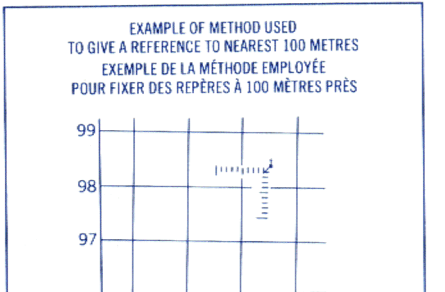 EXAMPLE OF METHOD USED
TO GIVE A REFERENCE TO NEAREST 100 METRES
EXEMPLE DE LA MÉTHODE EMPLOYÉE
POUR FIXER DES REPÈRES À 100 MÈTRES PRÈS
99
98
97